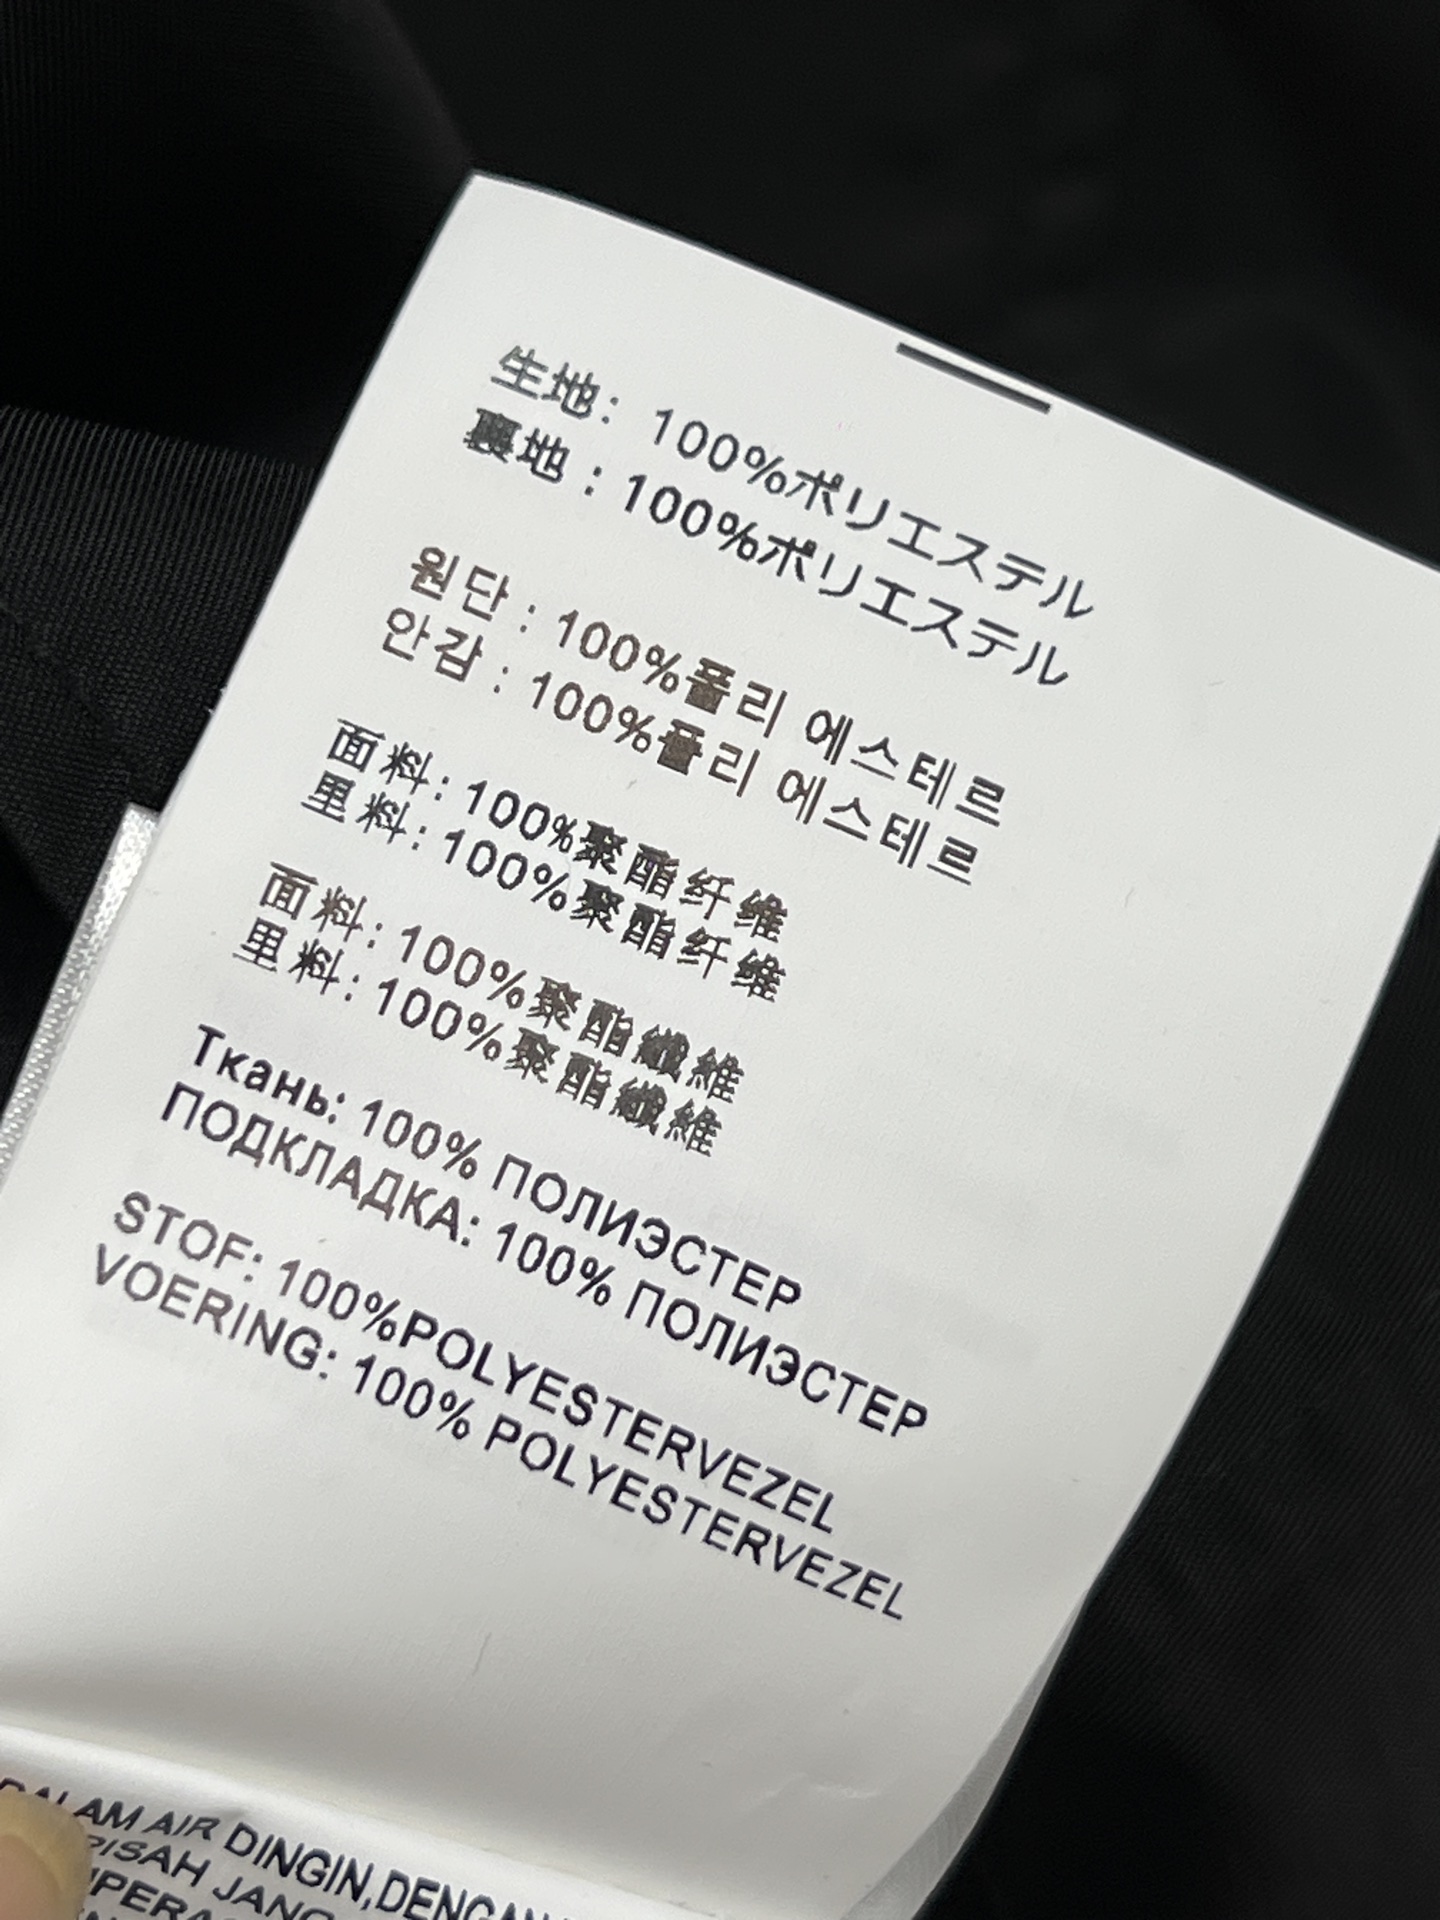 生地: 100%ポリエステル
裏地 : 100%ポリエステル
원단 : 100%폴리 에스테르
안감 : 100%폴리 에스테르
面料: 100%聚酯纤维
里料: 100%聚酯纤维
面料: 100%聚酯纖維
里料: 100%聚酯纖維
Ткань: 100% ПОЛИЭСТЕР
ПОДКЛАДКА: 100% ПОЛИЭСТЕР
STOF: 100%POLYESTERVEZEL
VOERING: 100% POLYESTERVEZEL
DALAM AIR DINGIN,DENGAN
JANG